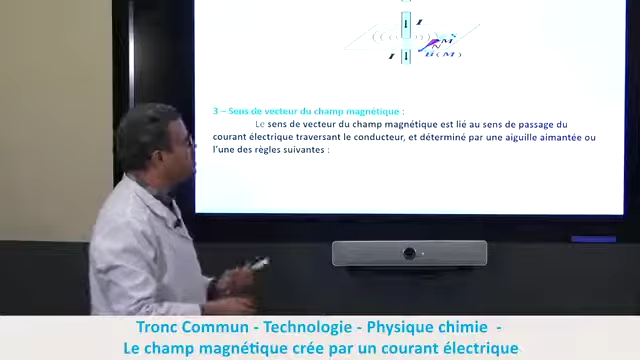 I
S
M
N
I
B(M)
3 – Sens de vecteur du champ magnétique :
Le sens de vecteur du champ magnétique est lié au sens de passage du
courant électrique traversant le conducteur, et déterminé par une aiguille aimantée ou
l'une des règles suivantes :
Tronc Commun - Technologie - Physique chimie -
Le champ magnétique crée par un courant électrique